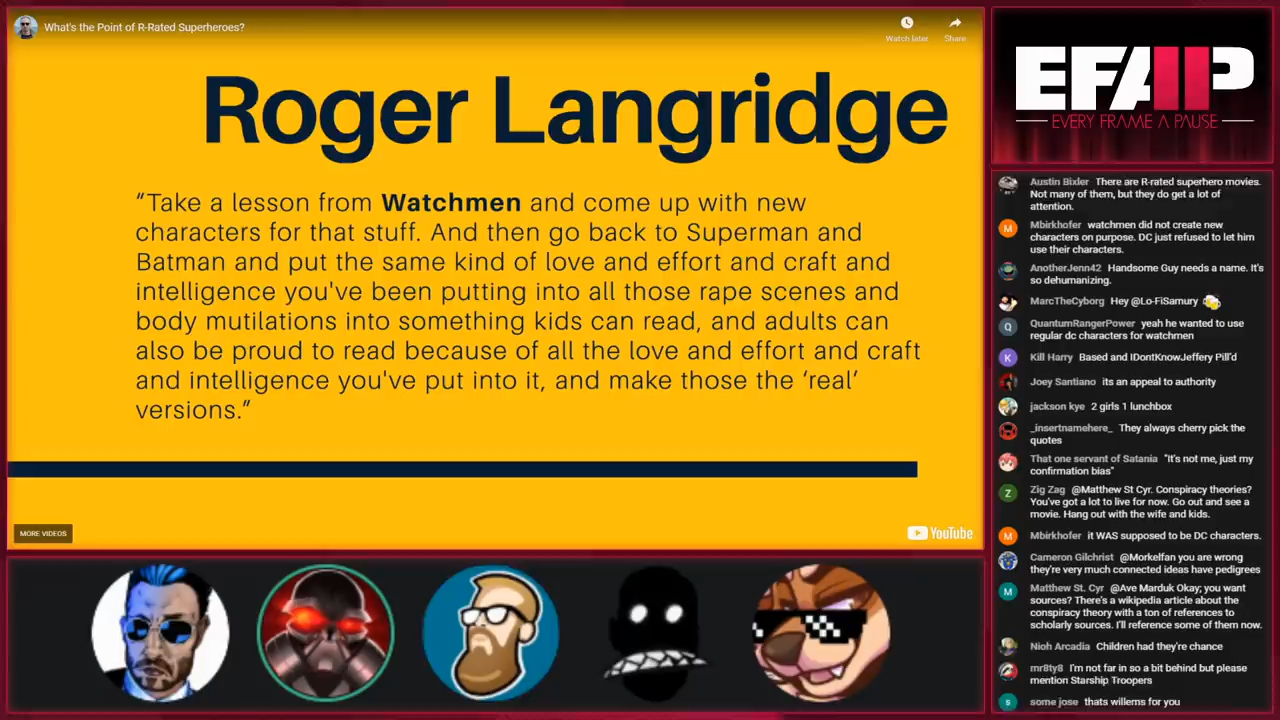 What's the Point of R-Rated Superheroes?
Watch later
Share
Roger Langridge
“Take a lesson from Watchmen and come up with new
characters for that stuff. And then go back to Superman and
Batman and put the same kind of love and effort and craft and
intelligence you've been putting into all those rape scenes and
body mutilations into something kids can read, and adults can
also be proud to read because of all the love and effort and craft
and intelligence you've put into it, and make those the ‘real’
versions.”
MORE VIDEOS
YouTube
EFAP
EVERY FRAME A PAUSE
Austin Bixler There are R-rated superhero movies.
Not many of them, but they do get a lot of
attention.
M
Mbirkhofer watchmen did not create new
characters on purpose. DC just refused to let him
use their characters.
AnotherJenn42 Handsome Guy needs a name. It's
so dehumanizing.
MarcTheCyborg Hey @Lo-FiSamury
Q
QuantumRangerPower yeah he wanted to use
regular dc characters for watchmen
K
Kill Harry Based and IDontKnowJeffery Pill'd
Joey Santiano its an appeal to authority
jackson kye 2 girls 1 lunchbox
_insertnamehere_ They always cherry pick the
quotes
That one servant of Satania "It's not me, just my
confirmation bias"
Z
Zig Zag @Matthew St Cyr. Conspiracy theories?
You've got a lot to live for now. Go out and see a
movie. Hang out with the wife and kids.
M
Mbirkhofer it WAS supposed to be DC characters.
Cameron Gilchrist @Morkelfan you are wrong
they're very much connected ideas have pedigrees
M
Matthew St. Cyr @Ave Marduk Okay; you want
sources? There's a wikipedia article about the
conspiracy theory with a ton of references to
scholarly sources. I'll reference some of them now.
Nioh Arcadia Children had they're chance
mr8ty8 I'm not far in so a bit behind but please
mention Starship Troopers
s
some jose thats willems for you